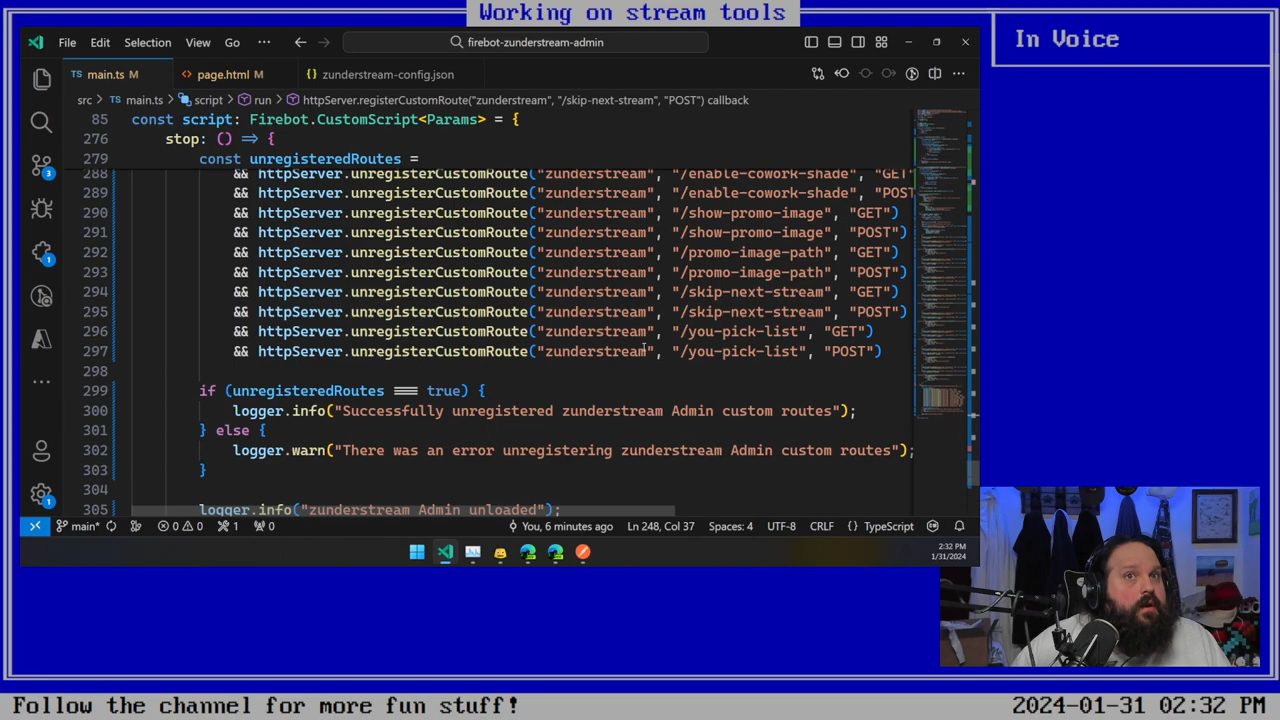 Working on stream tools
In Voice
File Edit Selection View Go ··· firebot-zunderstream-admin
TS main.ts M <> page.html M {} zunderstream-config.json ···
src > TS main.ts > script > run > httpServer.registerCustomRoute("zunderstream", "/skip-next-stream", "POST") callback
85 const script: Firebot.CustomScript<Params> = {
276 stop: () => {
279 const unregisteredRoutes =
288 && httpServer.unregisterCustomRoute("zunderstream", "/enable-cowork-shade", "GET"
289 && httpServer.unregisterCustomRoute("zunderstream", "/enable-cowork-shade", "POST
290 && httpServer.unregisterCustomRoute("zunderstream", "/show-promo-image", "GET")
291 && httpServer.unregisterCustomRoute("zunderstream", "/show-promo-image", "POST")
292 && httpServer.unregisterCustomRoute("zunderstream", "/promo-image-path", "GET")
293 && httpServer.unregisterCustomRoute("zunderstream", "/promo-image-path", "POST")
294 && httpServer.unregisterCustomRoute("zunderstream", "/skip-next-stream", "GET")
295 && httpServer.unregisterCustomRoute("zunderstream", "/skip-next-stream", "POST")
296 && httpServer.unregisterCustomRoute("zunderstream", "/you-pick-list", "GET")
297 && httpServer.unregisterCustomRoute("zunderstream", "/you-pick-list", "POST")
298
299 if (unregisteredRoutes === true) {
300 logger.info("Successfully unregistered zunderstream Admin custom routes");
301 } else {
302 logger.warn("There was an error unregistering zunderstream Admin custom routes");
303 }
304
305 logger.info("zunderstream Admin unloaded");
3
1
1
main* 0 0 1 0 You, 6 minutes ago Ln 248, Col 37 Spaces: 4 UTF-8 CRLF {} TypeScript
2:32 PM
1/31/2024
Follow the channel for more fun stuff! 2024-01-31 02:32 PM